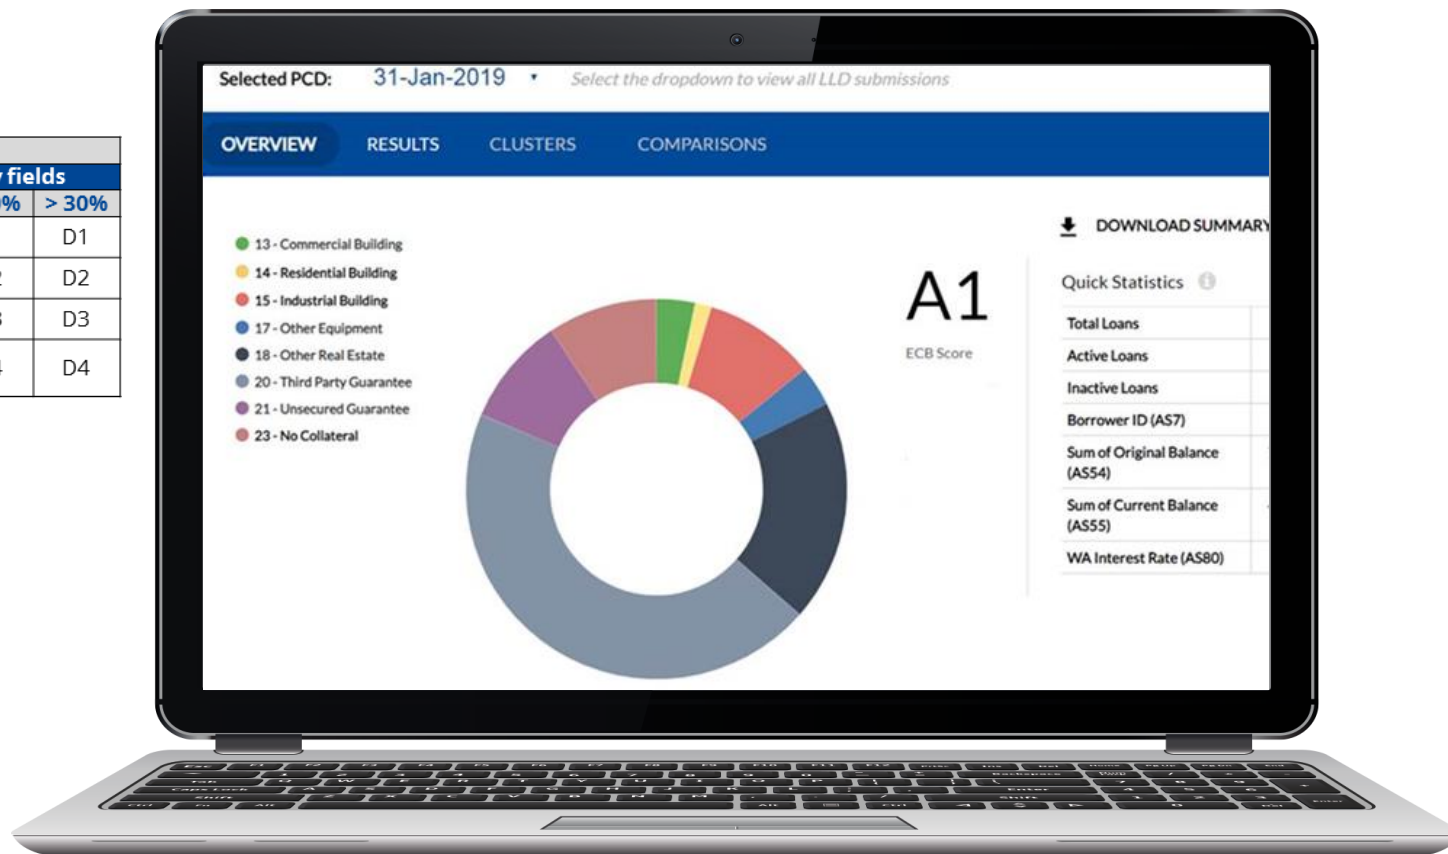 fields
> 30%
D1
D2
D3
D4
Selected PCD: 31-Jan-2019 Select the dropdown to view all LLD submissions
OVERVIEW RESULTS CLUSTERS COMPARISONS
13 - Commercial Building
14 - Residential Building
15 - Industrial Building
17 - Other Equipment
18 - Other Real Estate
20 - Third Party Guarantee
21 - Unsecured Guarantee
23 - No Collateral
A1
ECB Score
DOWNLOAD SUMMARY
Quick Statistics
Total Loans
Active Loans
Inactive Loans
Borrower ID (AS7)
Sum of Original Balance
(AS54)
Sum of Current Balance
(AS55)
WA Interest Rate (AS80)